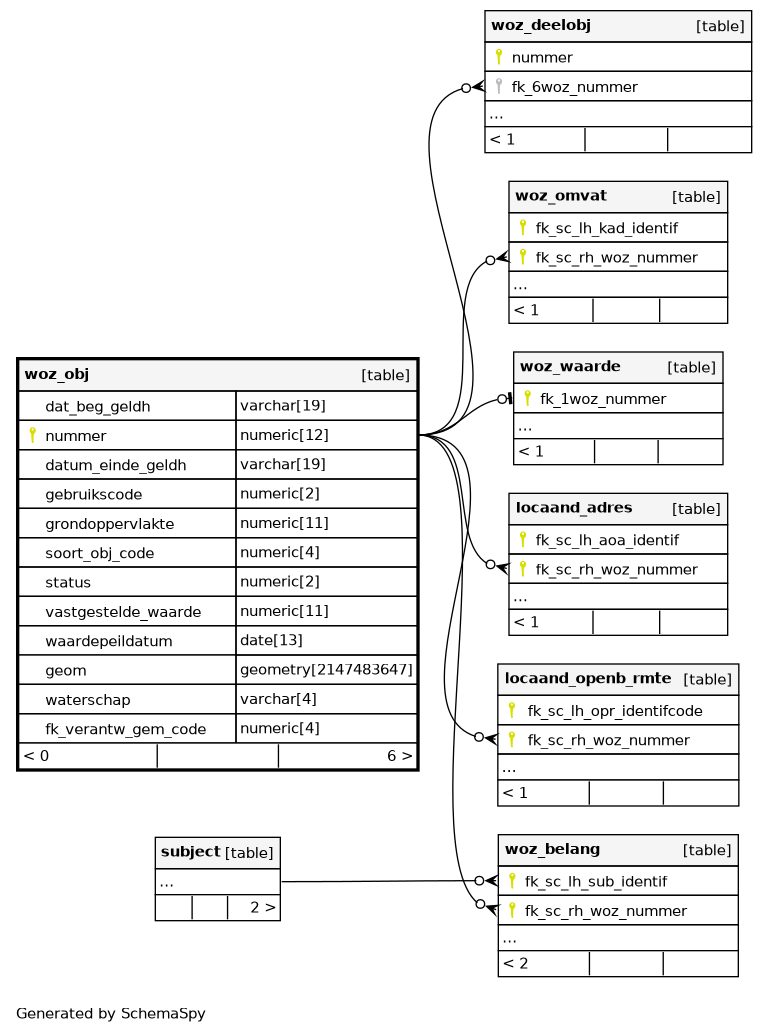 woz_deelobj [table]
nummer
fk_6woz_nummer
...
< 1
woz_omvat [table]
fk_sc_lh_kad_identif
fk_sc_rh_woz_nummer
...
< 1
woz_waarde [table]
fk_1woz_nummer
...
< 1
woz_obj [table]
dat_beg_geldh varchar[19]
nummer numeric[12]
datum_einde_geldh varchar[19]
gebruikscode numeric[2]
grondoppervlakte numeric[11]
soort_obj_code numeric[4]
status numeric[2]
vastgestelde_waarde numeric[11]
waardepeildatum date[13]
geom geometry[2147483647]
waterschap varchar[4]
fk_verantw_gem_code numeric[4]
< 0 6 >
locaand_adres [table]
fk_sc_lh_aoa_identif
fk_sc_rh_woz_nummer
...
< 1
locaand_openb_rmte [table]
fk_sc_lh_opr_identifcode
fk_sc_rh_woz_nummer
...
< 1
subject [table]
...
2 >
woz_belang [table]
fk_sc_lh_sub_identif
fk_sc_rh_woz_nummer
...
< 2
Generated by SchemaSpy